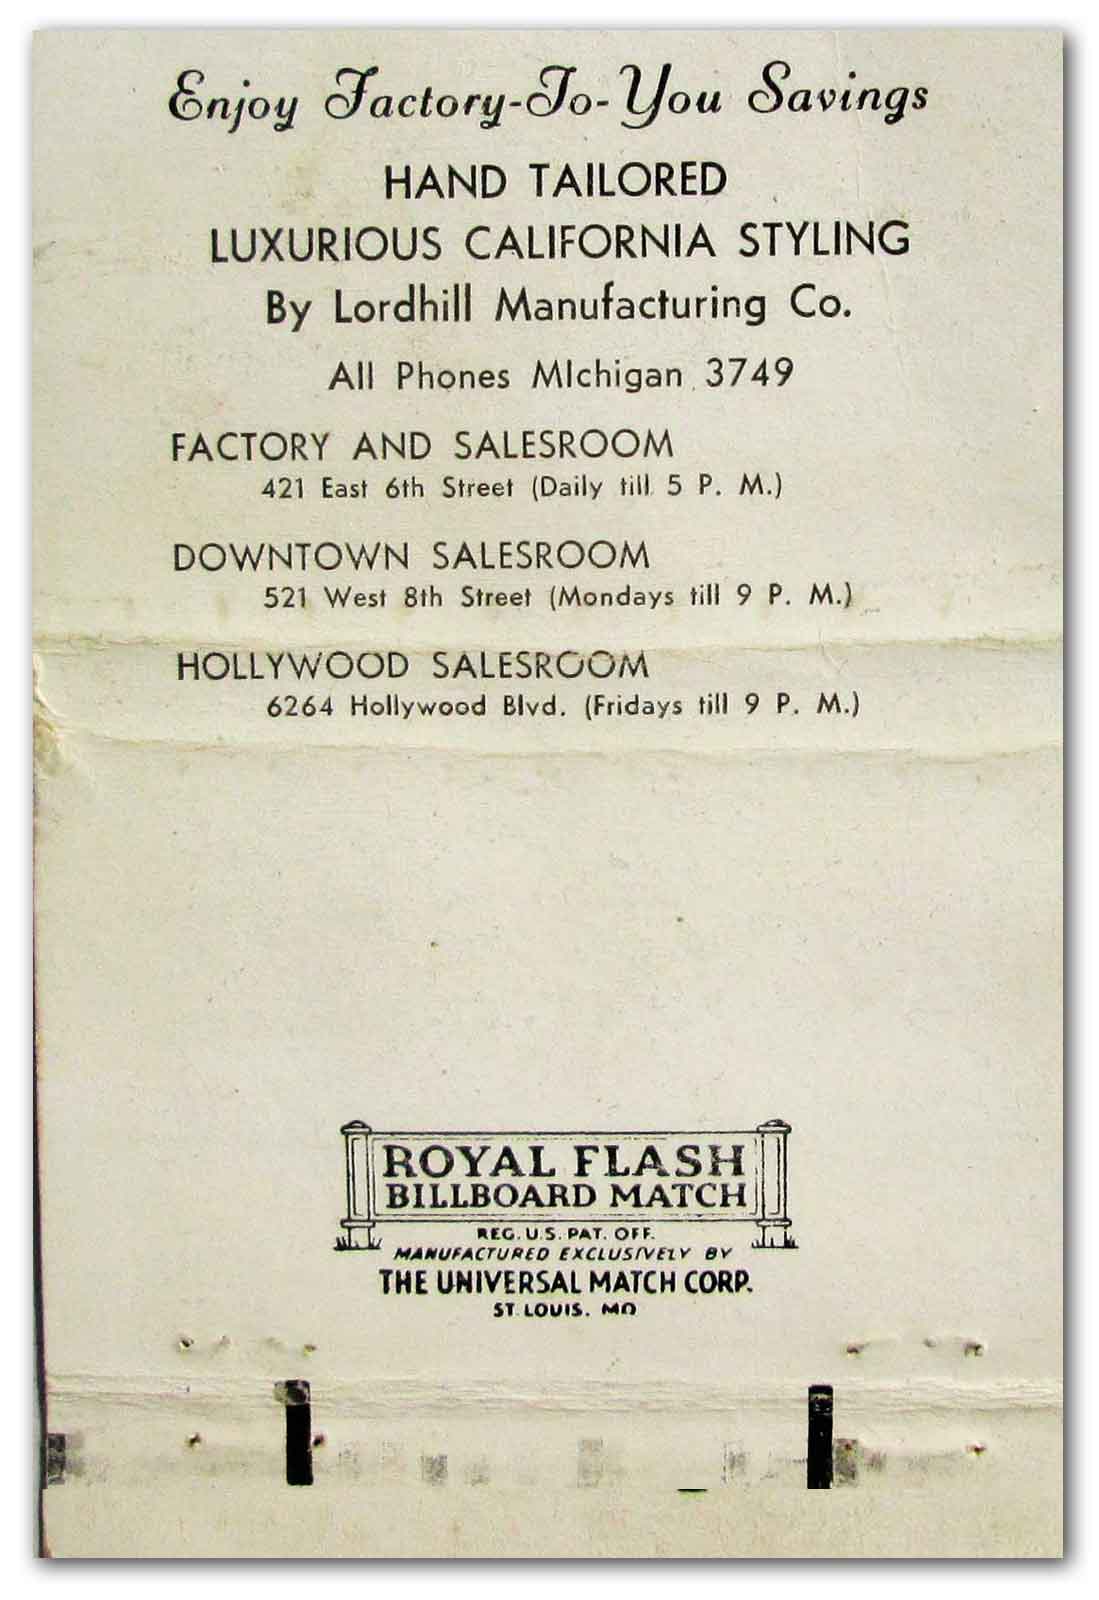 Enjoy Factory-To-You Savings
HAND TAILORED
LUXURIOUS CALIFORNIA STYLING
By Lordhill Manufacturing Co.
All Phones MIchigan 3749
FACTORY AND SALESROOM
421 East 6th Street (Daily till 5 P. M.)
DOWNTOWN SALESROOM
521 West 8th Street (Mondays till 9 P. M.)
HOLLYWOOD SALESROOM
6264 Hollywood Blvd. (Fridays till 9 P. M.)
ROYAL FLASH
BILLBOARD MATCH
REG. U.S. PAT. OFF.
MANUFACTURED EXCLUSIVELY BY
THE UNIVERSAL MATCH CORP.
ST. LOUIS. MO